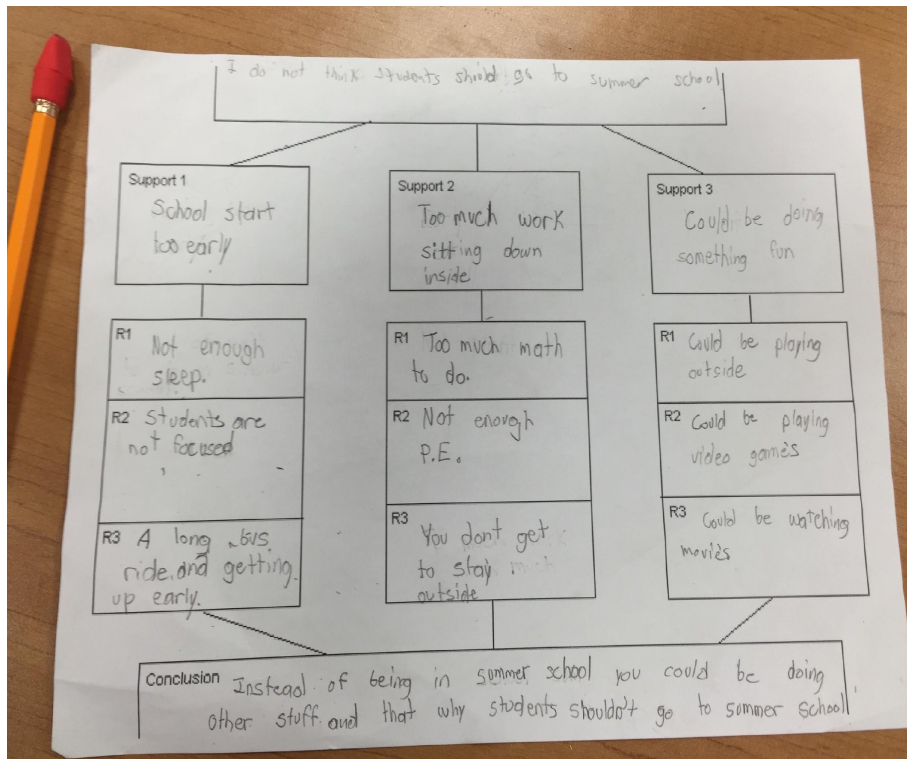 I do not think students should go to summer school
Support 1
School start
too early
Support 2
Too much work
sitting down
inside
Support 3
Could be doing
something fun
R1 Not enough
sleep.
R2 Students are
not focused
R3 A long bus
ride, and getting
up early.
R1 Too much math
to do.
R2 Not enough
P.E.
R3
You dont get
to stay
outside
R1 Could be playing
outside
R2 Could be playing
video games
R3 Could be watching
movies
Conclusion Instead of being in summer school you could be doing
other stuff. and that why students shouldn't go to summer school